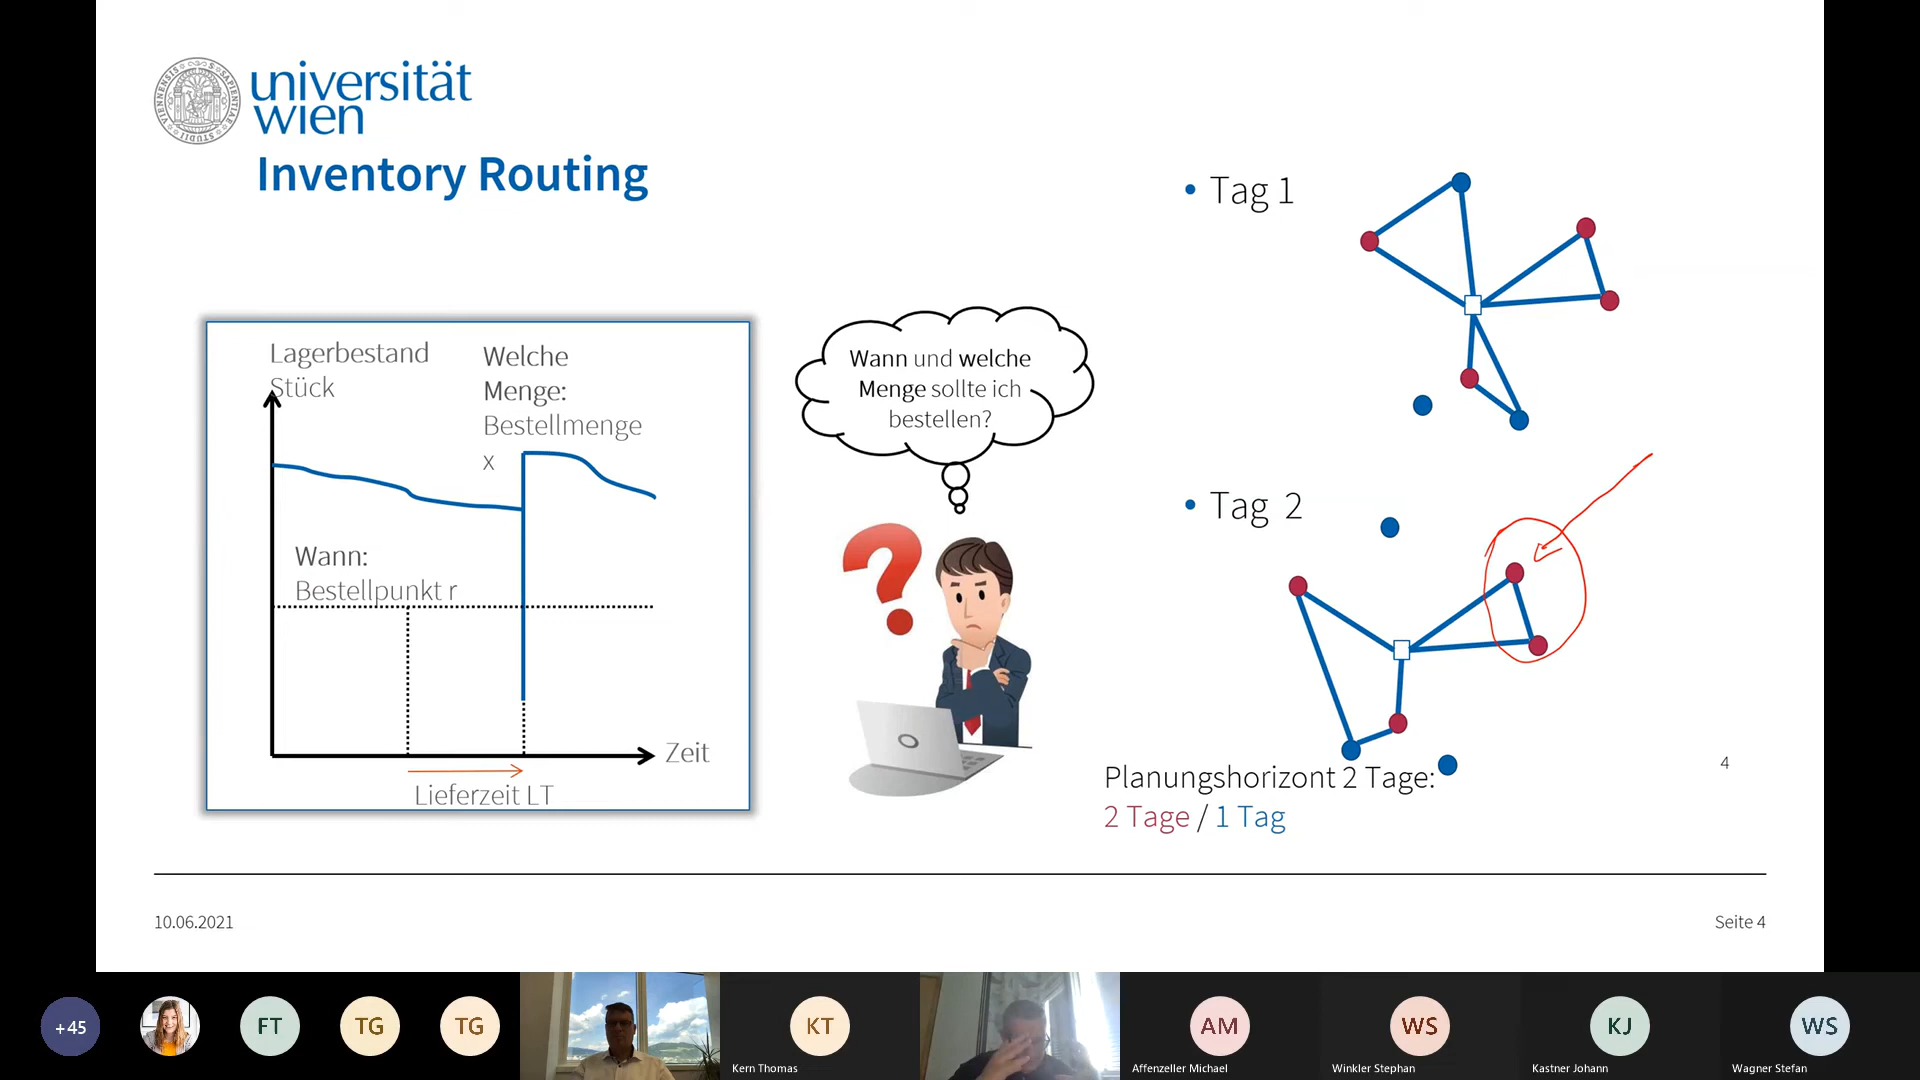 universität
wien
Inventory Routing
• Tag 1
Lagerbestand
Stück
Welche
Menge:
Bestellmenge
x
Wann und welche
Menge sollte ich
bestellen?
• Tag 2
Wann:
Bestellpunkt r
Zeit
Lieferzeit LT
Planungshorizont 2 Tage:
2 Tage / 1 Tag
4
10.06.2021
Seite 4
+45
FT
TG
TG
KT
Kern Thomas
AM
Affenzeller Michael
WS
Winkler Stephan
KJ
Kastner Johann
WS
Wagner Stefan